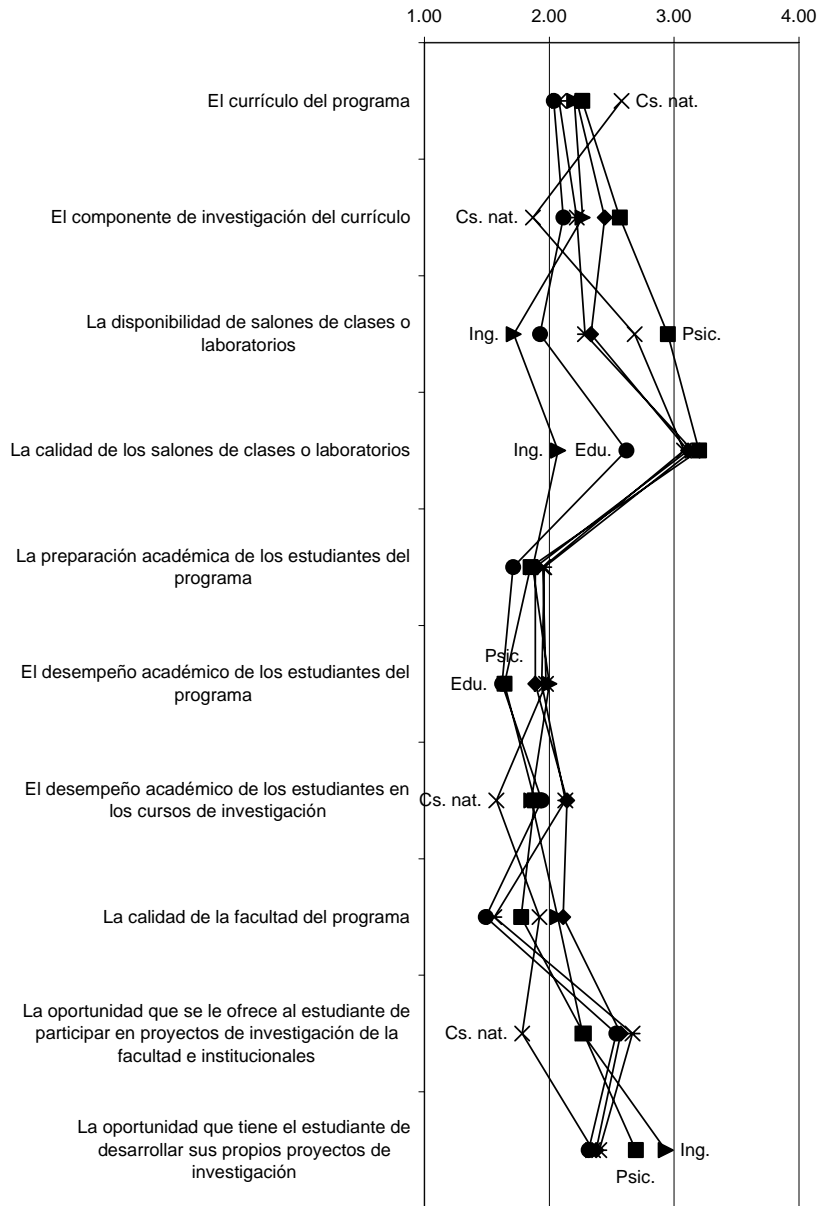 1.00 2.00 3.00 4.00
El currículo del programa
Cs. nat.
El componente de investigación del currículo
Cs. nat.
La disponibilidad de salones de clases o
laboratorios
Ing.
Psic.
La calidad de los salones de clases o laboratorios
Ing.
Edu.
La preparación académica de los estudiantes del
programa
Psic.
El desempeño académico de los estudiantes del
programa
Edu.
El desempeño académico de los estudiantes en
los cursos de investigación
Cs. nat.
La calidad de la facultad del programa
La oportunidad que se le ofrece al estudiante de
participar en proyectos de investigación de la
facultad e institucionales
Cs. nat.
La oportunidad que tiene el estudiante de
desarrollar sus propios proyectos de
investigación
Ing.
Psic.